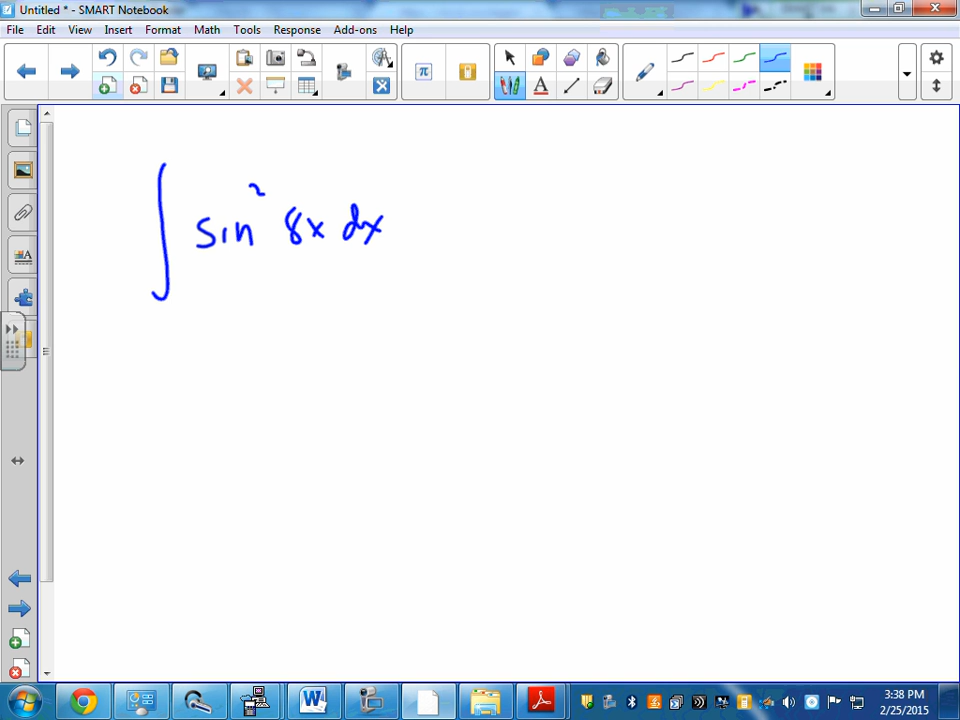 Untitled * - SMART Notebook
File Edit View Insert Format Math Tools Response Add-ons Help
∫ sin² 8x dx
3:38 PM
2/25/2015